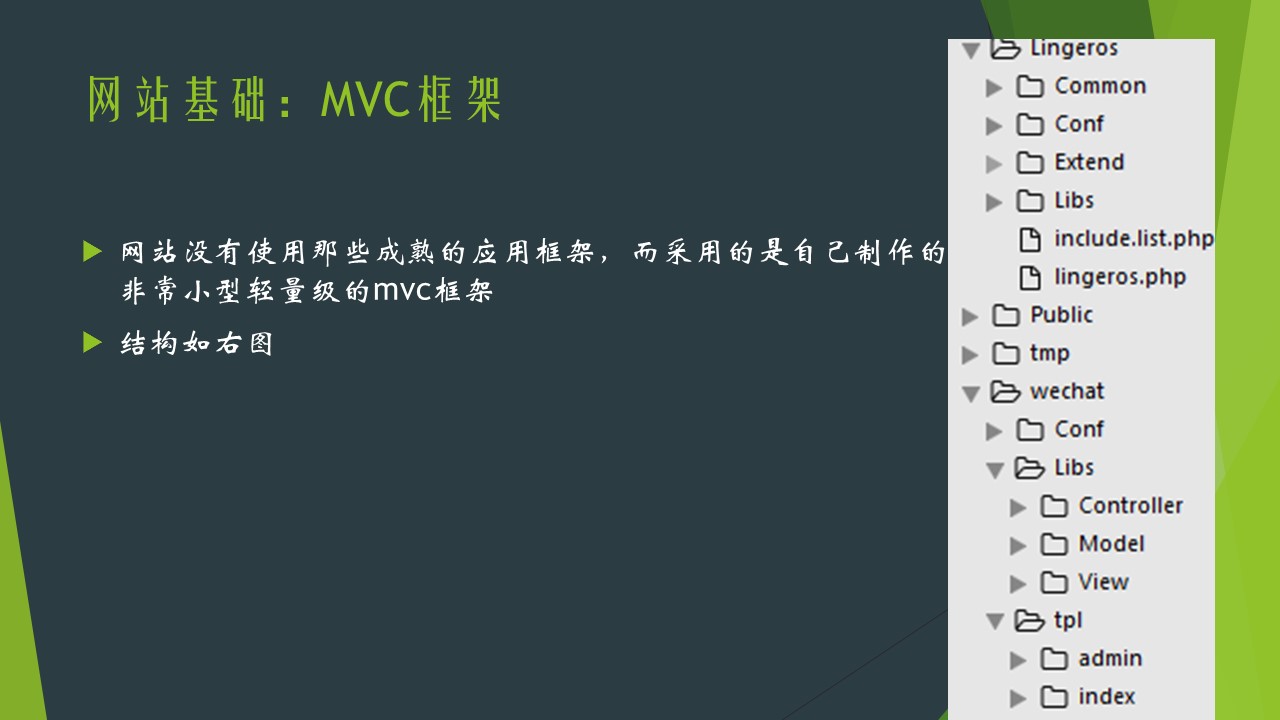 网站基础：MVC框架
网站没有使用那些成熟的应用框架，而采用的是自己制作的
非常小型轻量级的mvc框架
结构如右图
Lingeros
Common
Conf
Extend
Libs
include.list.php
lingeros.php
Public
tmp
wechat
Conf
Libs
Controller
Model
View
tpl
admin
index